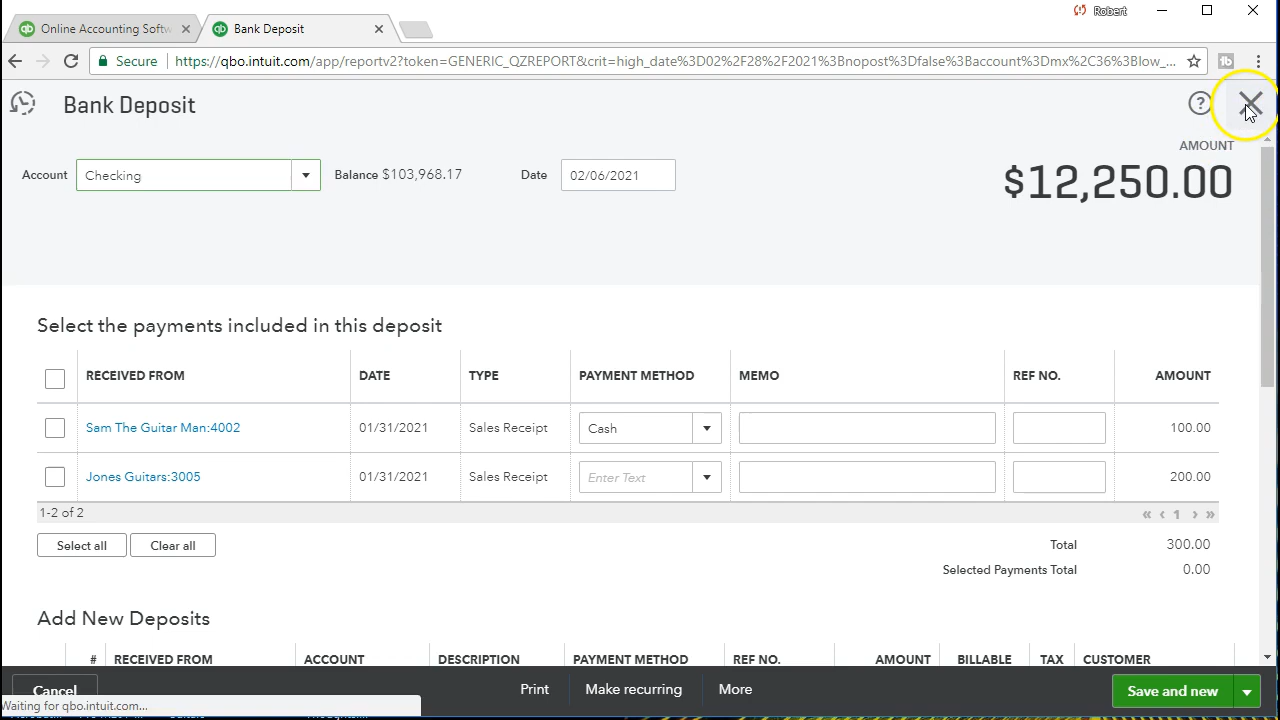 qb Online Accounting Softw
qb Bank Deposit
Robert
Secure https://qbo.intuit.com/app/reportv2?token=GENERIC_QZREPORT&crit=high_date%3D02%2F28%2F2021%3Bnopost%3Dfalse%3Baccount%3Dmx%2C36%3Blow_...
tb
Bank Deposit
?
AMOUNT
Account Checking Balance $103,968.17 Date 02/06/2021
$12,250.00
Select the payments included in this deposit
RECEIVED FROM DATE TYPE PAYMENT METHOD MEMO REF NO. AMOUNT
Sam The Guitar Man:4002 01/31/2021 Sales Receipt Cash 100.00
Jones Guitars:3005 01/31/2021 Sales Receipt Enter Text 200.00
1-2 of 2 « ‹ 1 › »
Select all Clear all
Total 300.00
Selected Payments Total 0.00
Add New Deposits
# RECEIVED FROM ACCOUNT DESCRIPTION PAYMENT METHOD REF NO. AMOUNT BILLABLE TAX CUSTOMER
Cancel Print Make recurring More Save and new
Waiting for qbo.intuit.com...